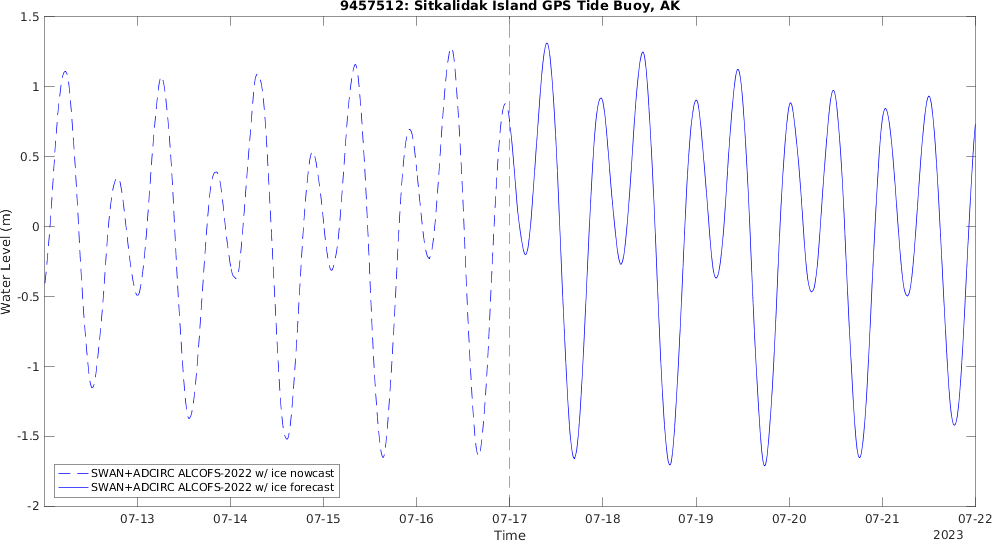 9457512: Sitkalidak Island GPS Tide Buoy, AK
1.5
1
0.5
0
-0.5
-1
-1.5
-2
Water Level (m)
SWAN+ADCIRC ALCOFS-2022 w/ ice nowcast
SWAN+ADCIRC ALCOFS-2022 w/ ice forecast
07-13 07-14 07-15 07-16 07-17 07-18 07-19 07-20 07-21 07-22
Time
2023